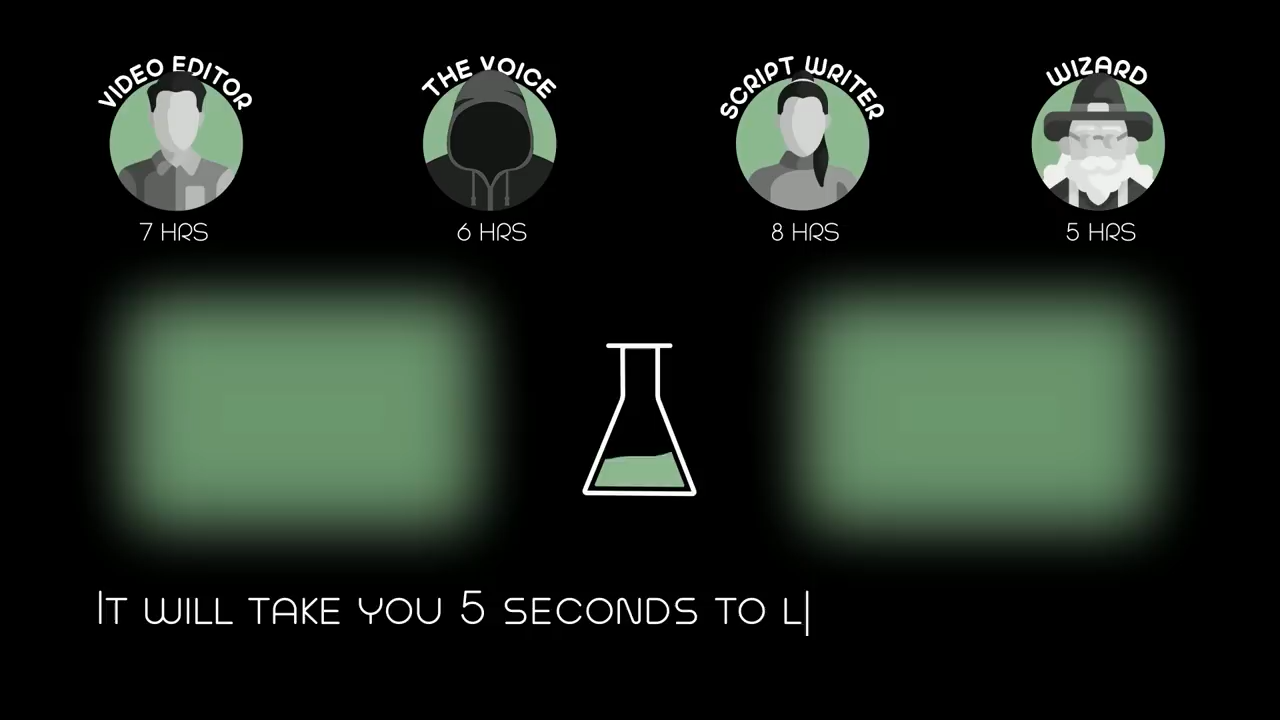 VIDEO EDITOR
THE VOICE
SCRIPT WRITER
WIZARD
7 HRS
6 HRS
8 HRS
5 HRS
IT WILL TAKE YOU 5 SECONDS TO L